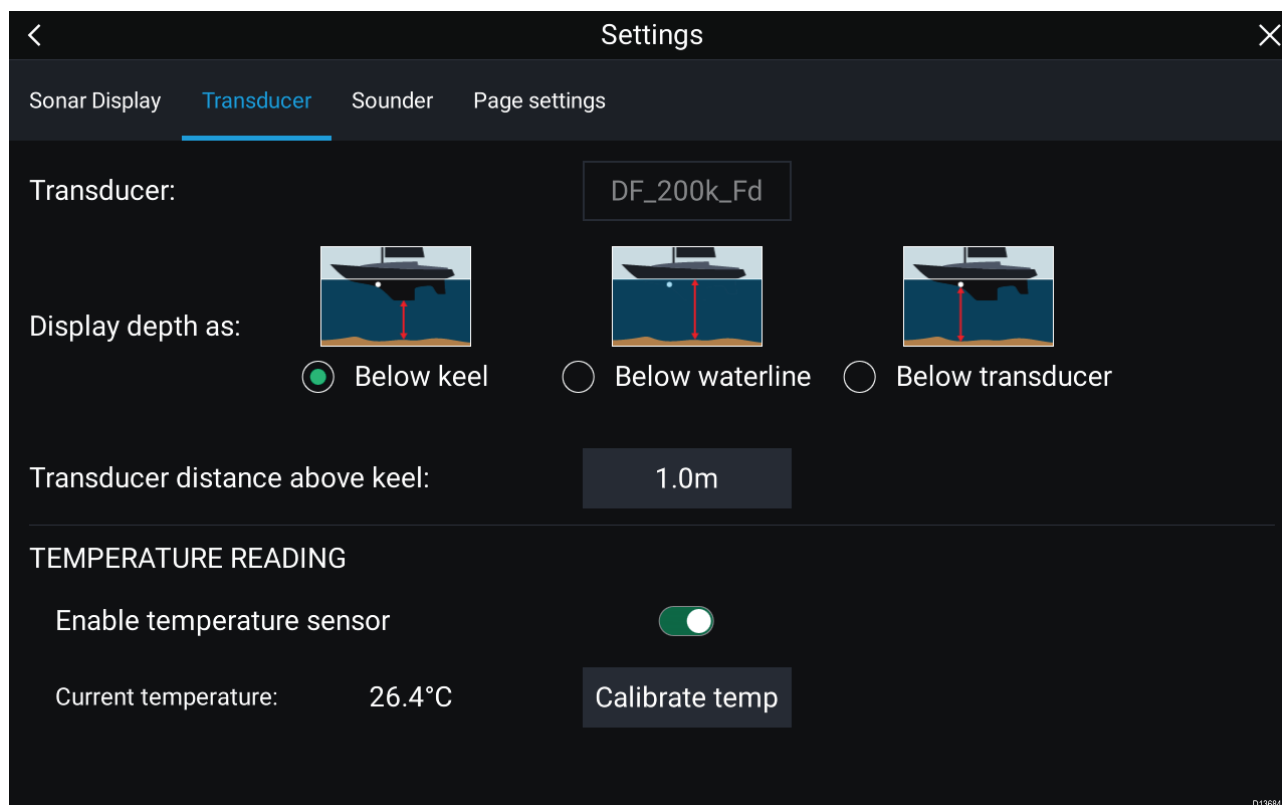 Settings
Sonar Display Transducer Sounder Page settings
Transducer: DF_200k_Fd
Display depth as:
Below keel Below waterline Below transducer
Transducer distance above keel: 1.0m
TEMPERATURE READING
Enable temperature sensor
Current temperature: 26.4°C Calibrate temp
D13684